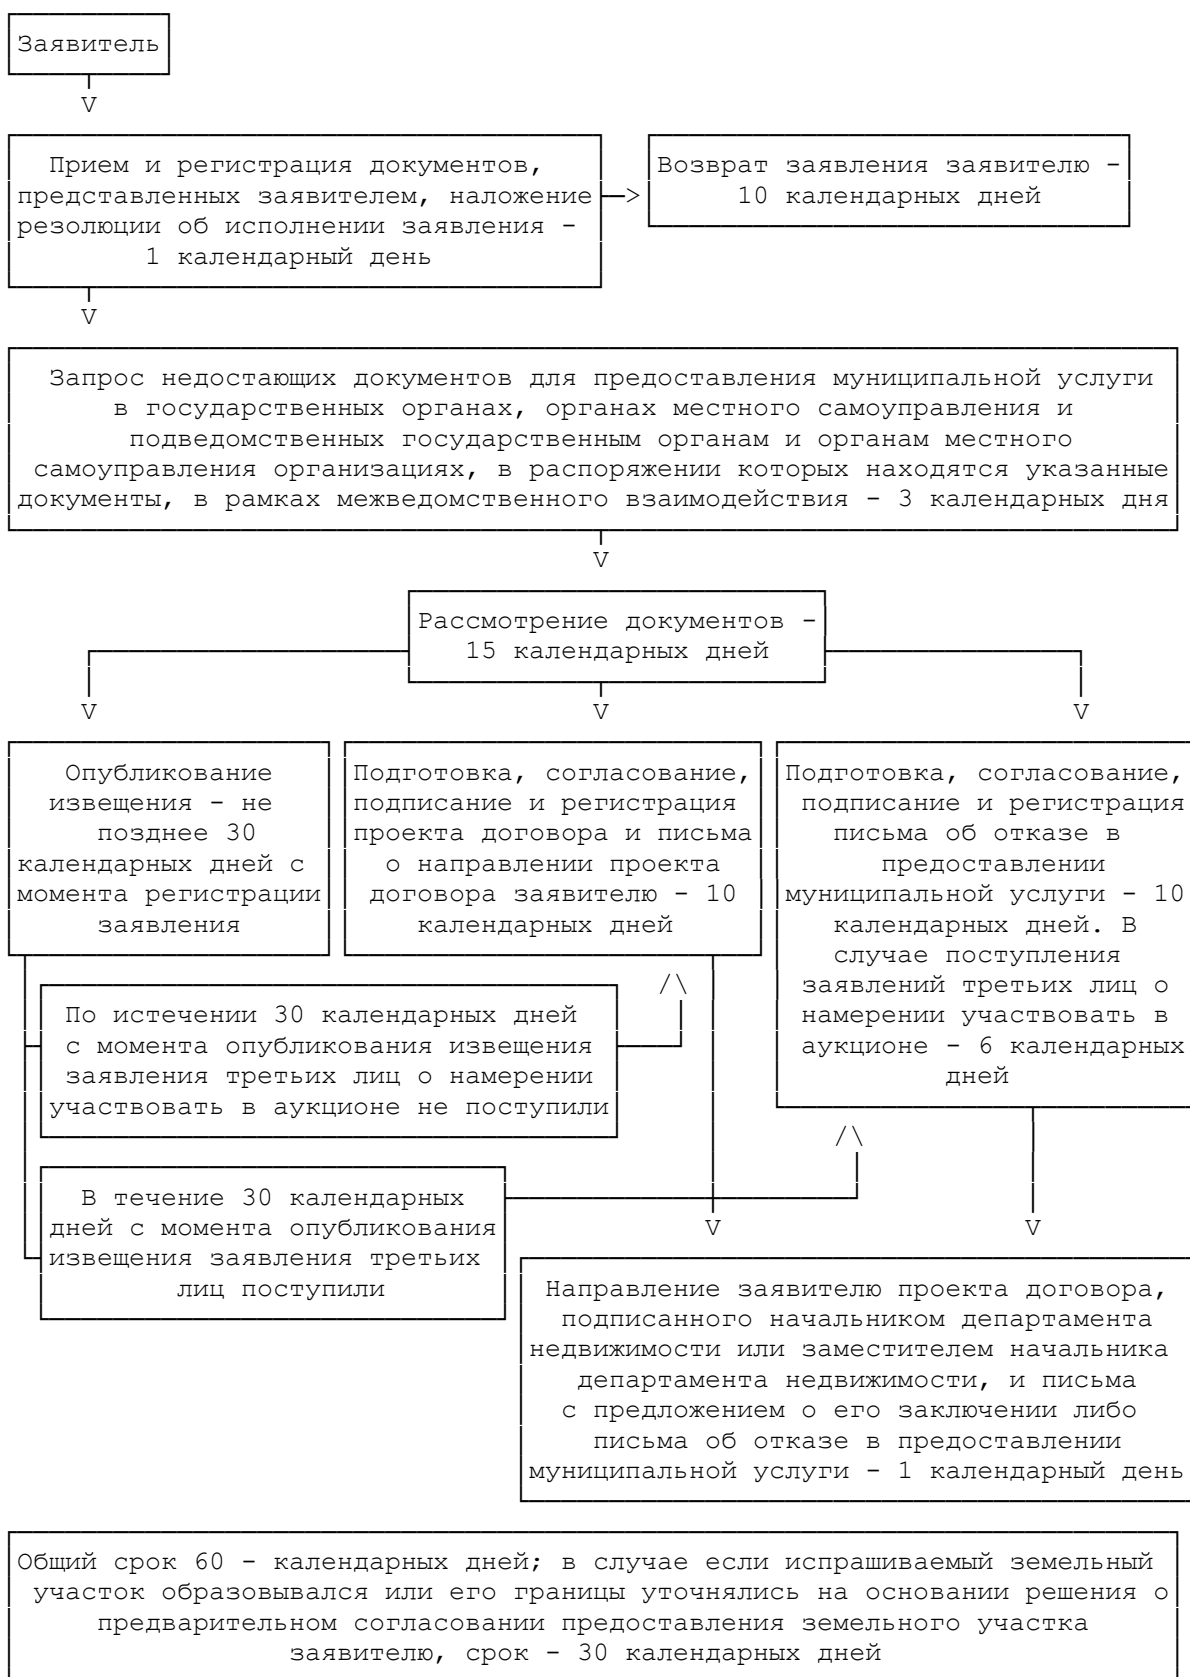 Заявитель
Прием и регистрация документов,
представленных заявителем, наложение
резолюции об исполнении заявления -
1 календарный день
Возврат заявления заявителю -
10 календарных дней
Запрос недостающих документов для предоставления муниципальной услуги
в государственных органах, органах местного самоуправления и
подведомственных государственным органам и органам местного
самоуправления организациях, в распоряжении которых находятся указанные
документы, в рамках межведомственного взаимодействия - 3 календарных дня
Рассмотрение документов -
15 календарных дней
Опубликование
извещения - не
позднее 30
календарных дней с
момента регистрации
заявления
Подготовка, согласование,
подписание и регистрация
проекта договора и письма
о направлении проекта
договора заявителю - 10
календарных дней
Подготовка, согласование,
подписание и регистрация
письма об отказе в
предоставлении
муниципальной услуги - 10
календарных дней. В
случае поступления
заявлений третьих лиц о
намерении участвовать в
аукционе - 6 календарных
дней
По истечении 30 календарных дней
с момента опубликования извещения
заявления третьих лиц о намерении
участвовать в аукционе не поступили
В течение 30 календарных
дней с момента опубликования
извещения заявления третьих
лиц поступили
Направление заявителю проекта договора,
подписанного начальником департамента
недвижимости или заместителем начальника
департамента недвижимости, и письма
с предложением о его заключении либо
письма об отказе в предоставлении
муниципальной услуги - 1 календарный день
Общий срок 60 - календарных дней; в случае если испрашиваемый земельный
участок образовывался или его границы уточнялись на основании решения о
предварительном согласовании предоставления земельного участка
заявителю, срок - 30 календарных дней